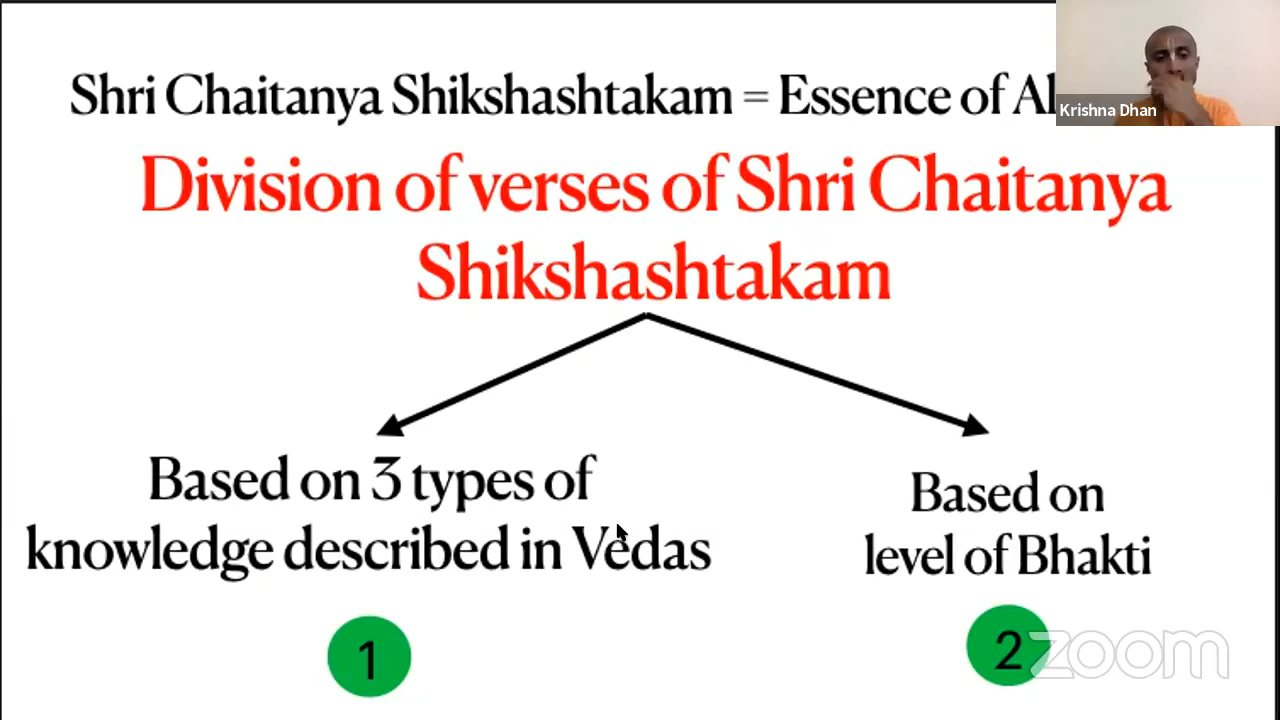 Shri Chaitanya Shikshashtakam = Essence of
Krishna Dhan
Division of verses of Shri Chaitanya
Shikshashtakam
Based on 3 types of
knowledge described in Vedas
Based on
level of Bhakti
1
2
zoom